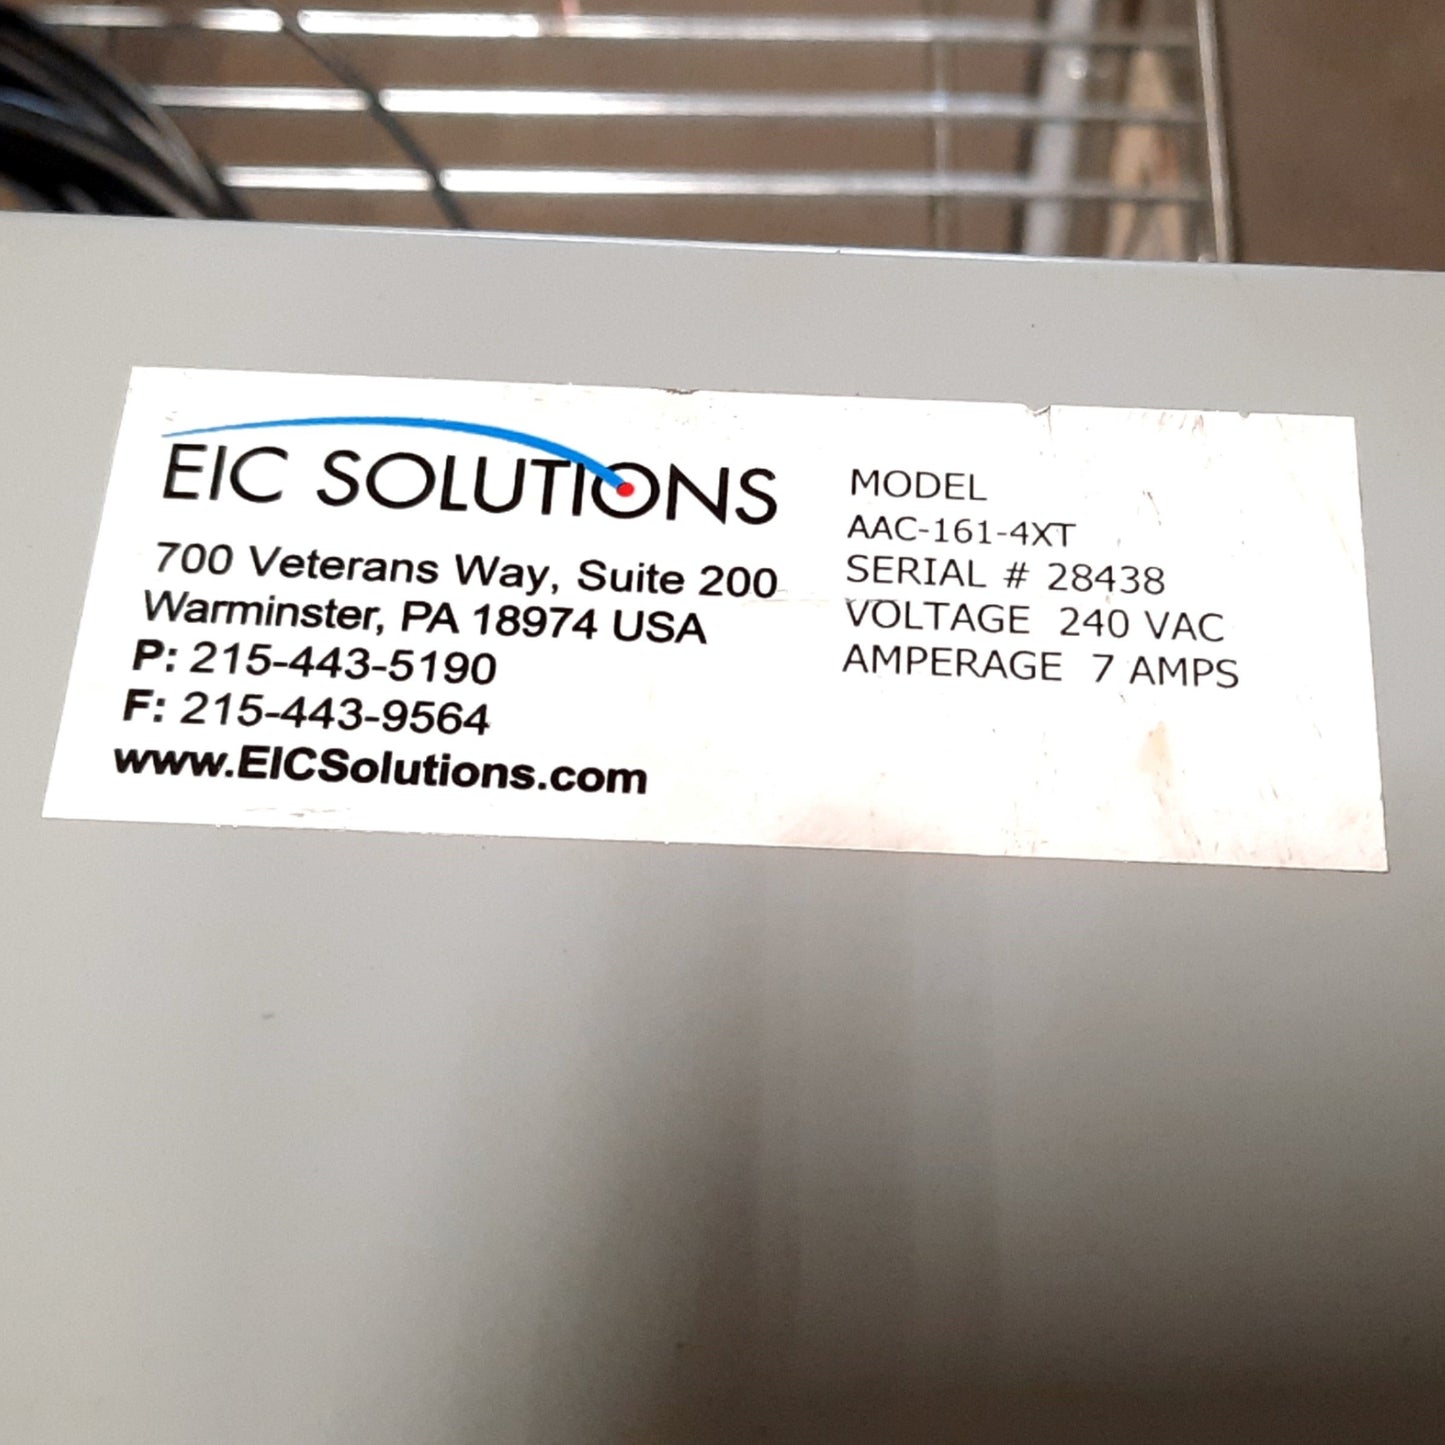 EIC SOLUTIONS
700 Veterans Way, Suite 200
Warminster, PA 18974 USA
P: 215-443-5190
F: 215-443-9564
www.EICSolutions.com
MODEL
AAC-161-4XT
SERIAL # 28438
VOLTAGE 240 VAC
AMPERAGE 7 AMPS